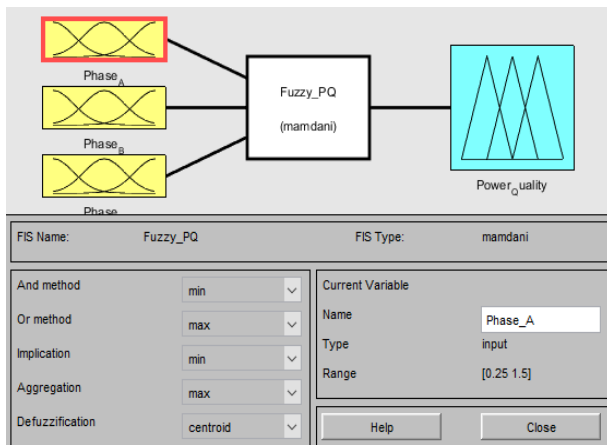 Phase_A
Fuzzy_PQ
(mamdani)
Phase_B
Power_Quality
Phase
FIS Name: Fuzzy_PQ FIS Type: mamdani
And method min
Or method max
Implication min
Aggregation max
Defuzzification centroid
Current Variable
Name Phase_A
Type input
Range [0.25 1.5]
Help Close